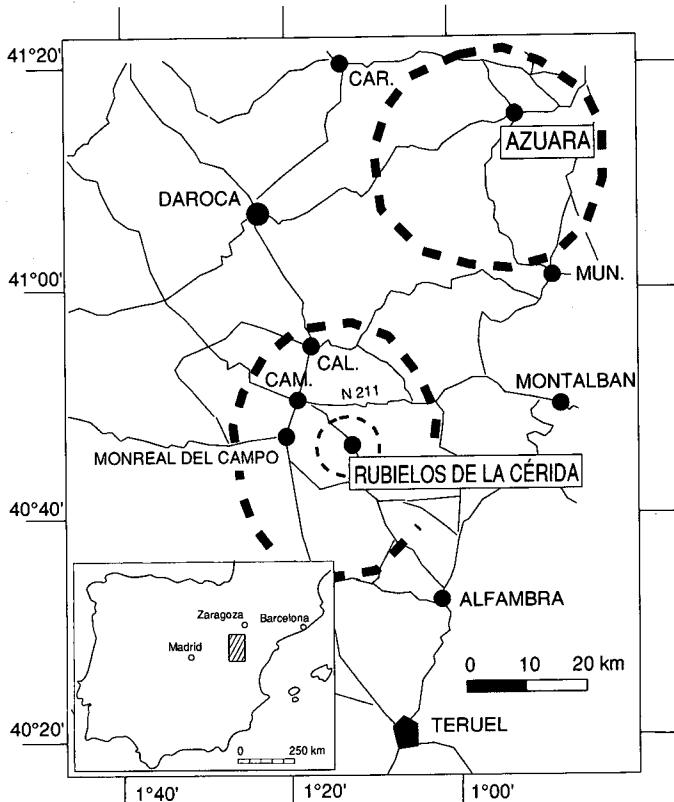 41°20'
CAR.
AZUARA
DAROCA
41°00'
MUN.
CAL.
CAM.
N 211
MONTALBAN
MONREAL DEL CAMPO
RUBIELOS DE LA CÉRIDA
40°40'
ALFAMBRA
Zaragoza
Barcelona
Madrid
0 10 20 km
40°20'
TERUEL
0 250 km
1°40'
1°20'
1°00'